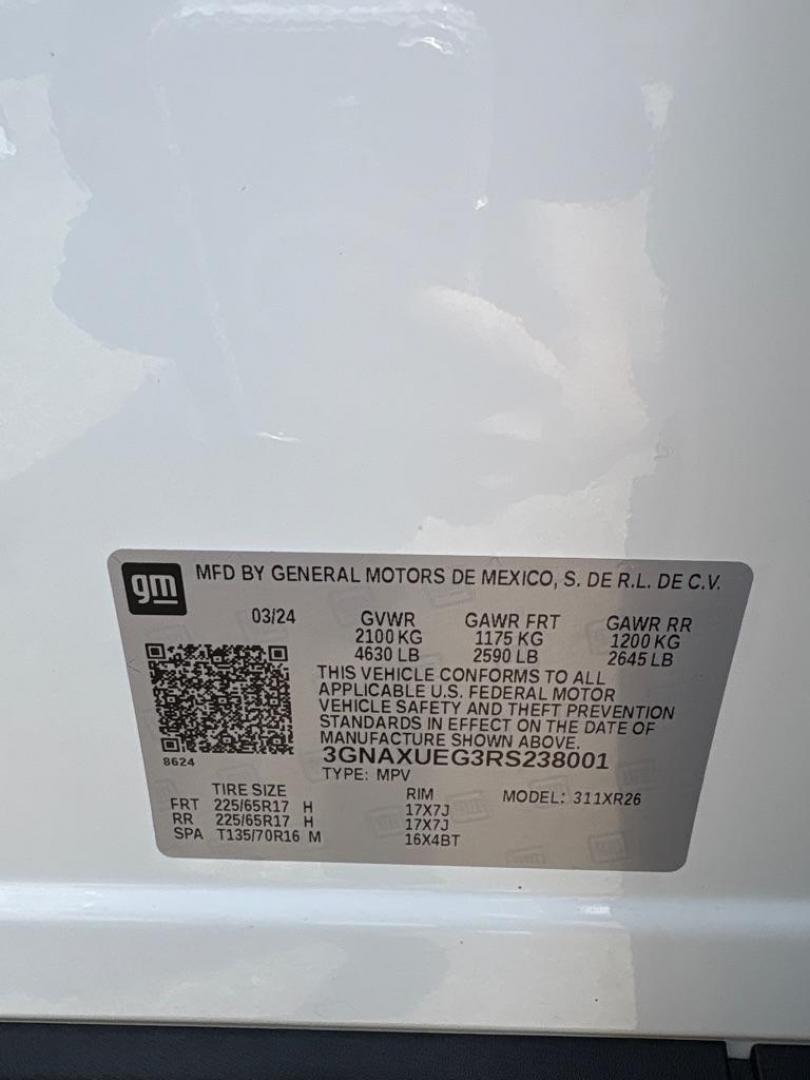 gm
MFD BY GENERAL MOTORS DE MEXICO, S. DE R.L. DE C.V.
03/24 GVWR GAWR FRT GAWR RR
2100 KG 1175 KG 1200 KG
4630 LB 2590 LB 2645 LB
THIS VEHICLE CONFORMS TO ALL
APPLICABLE U.S. FEDERAL MOTOR
VEHICLE SAFETY AND THEFT PREVENTION
STANDARDS IN EFFECT ON THE DATE OF
MANUFACTURE SHOWN ABOVE.
8624
3GNAXUEG3RS238001
TYPE: MPV
TIRE SIZE RIM MODEL: 311XR26
FRT 225/65R17 H 17X7J
RR 225/65R17 H 17X7J
SPA T135/70R16 M 16X4BT